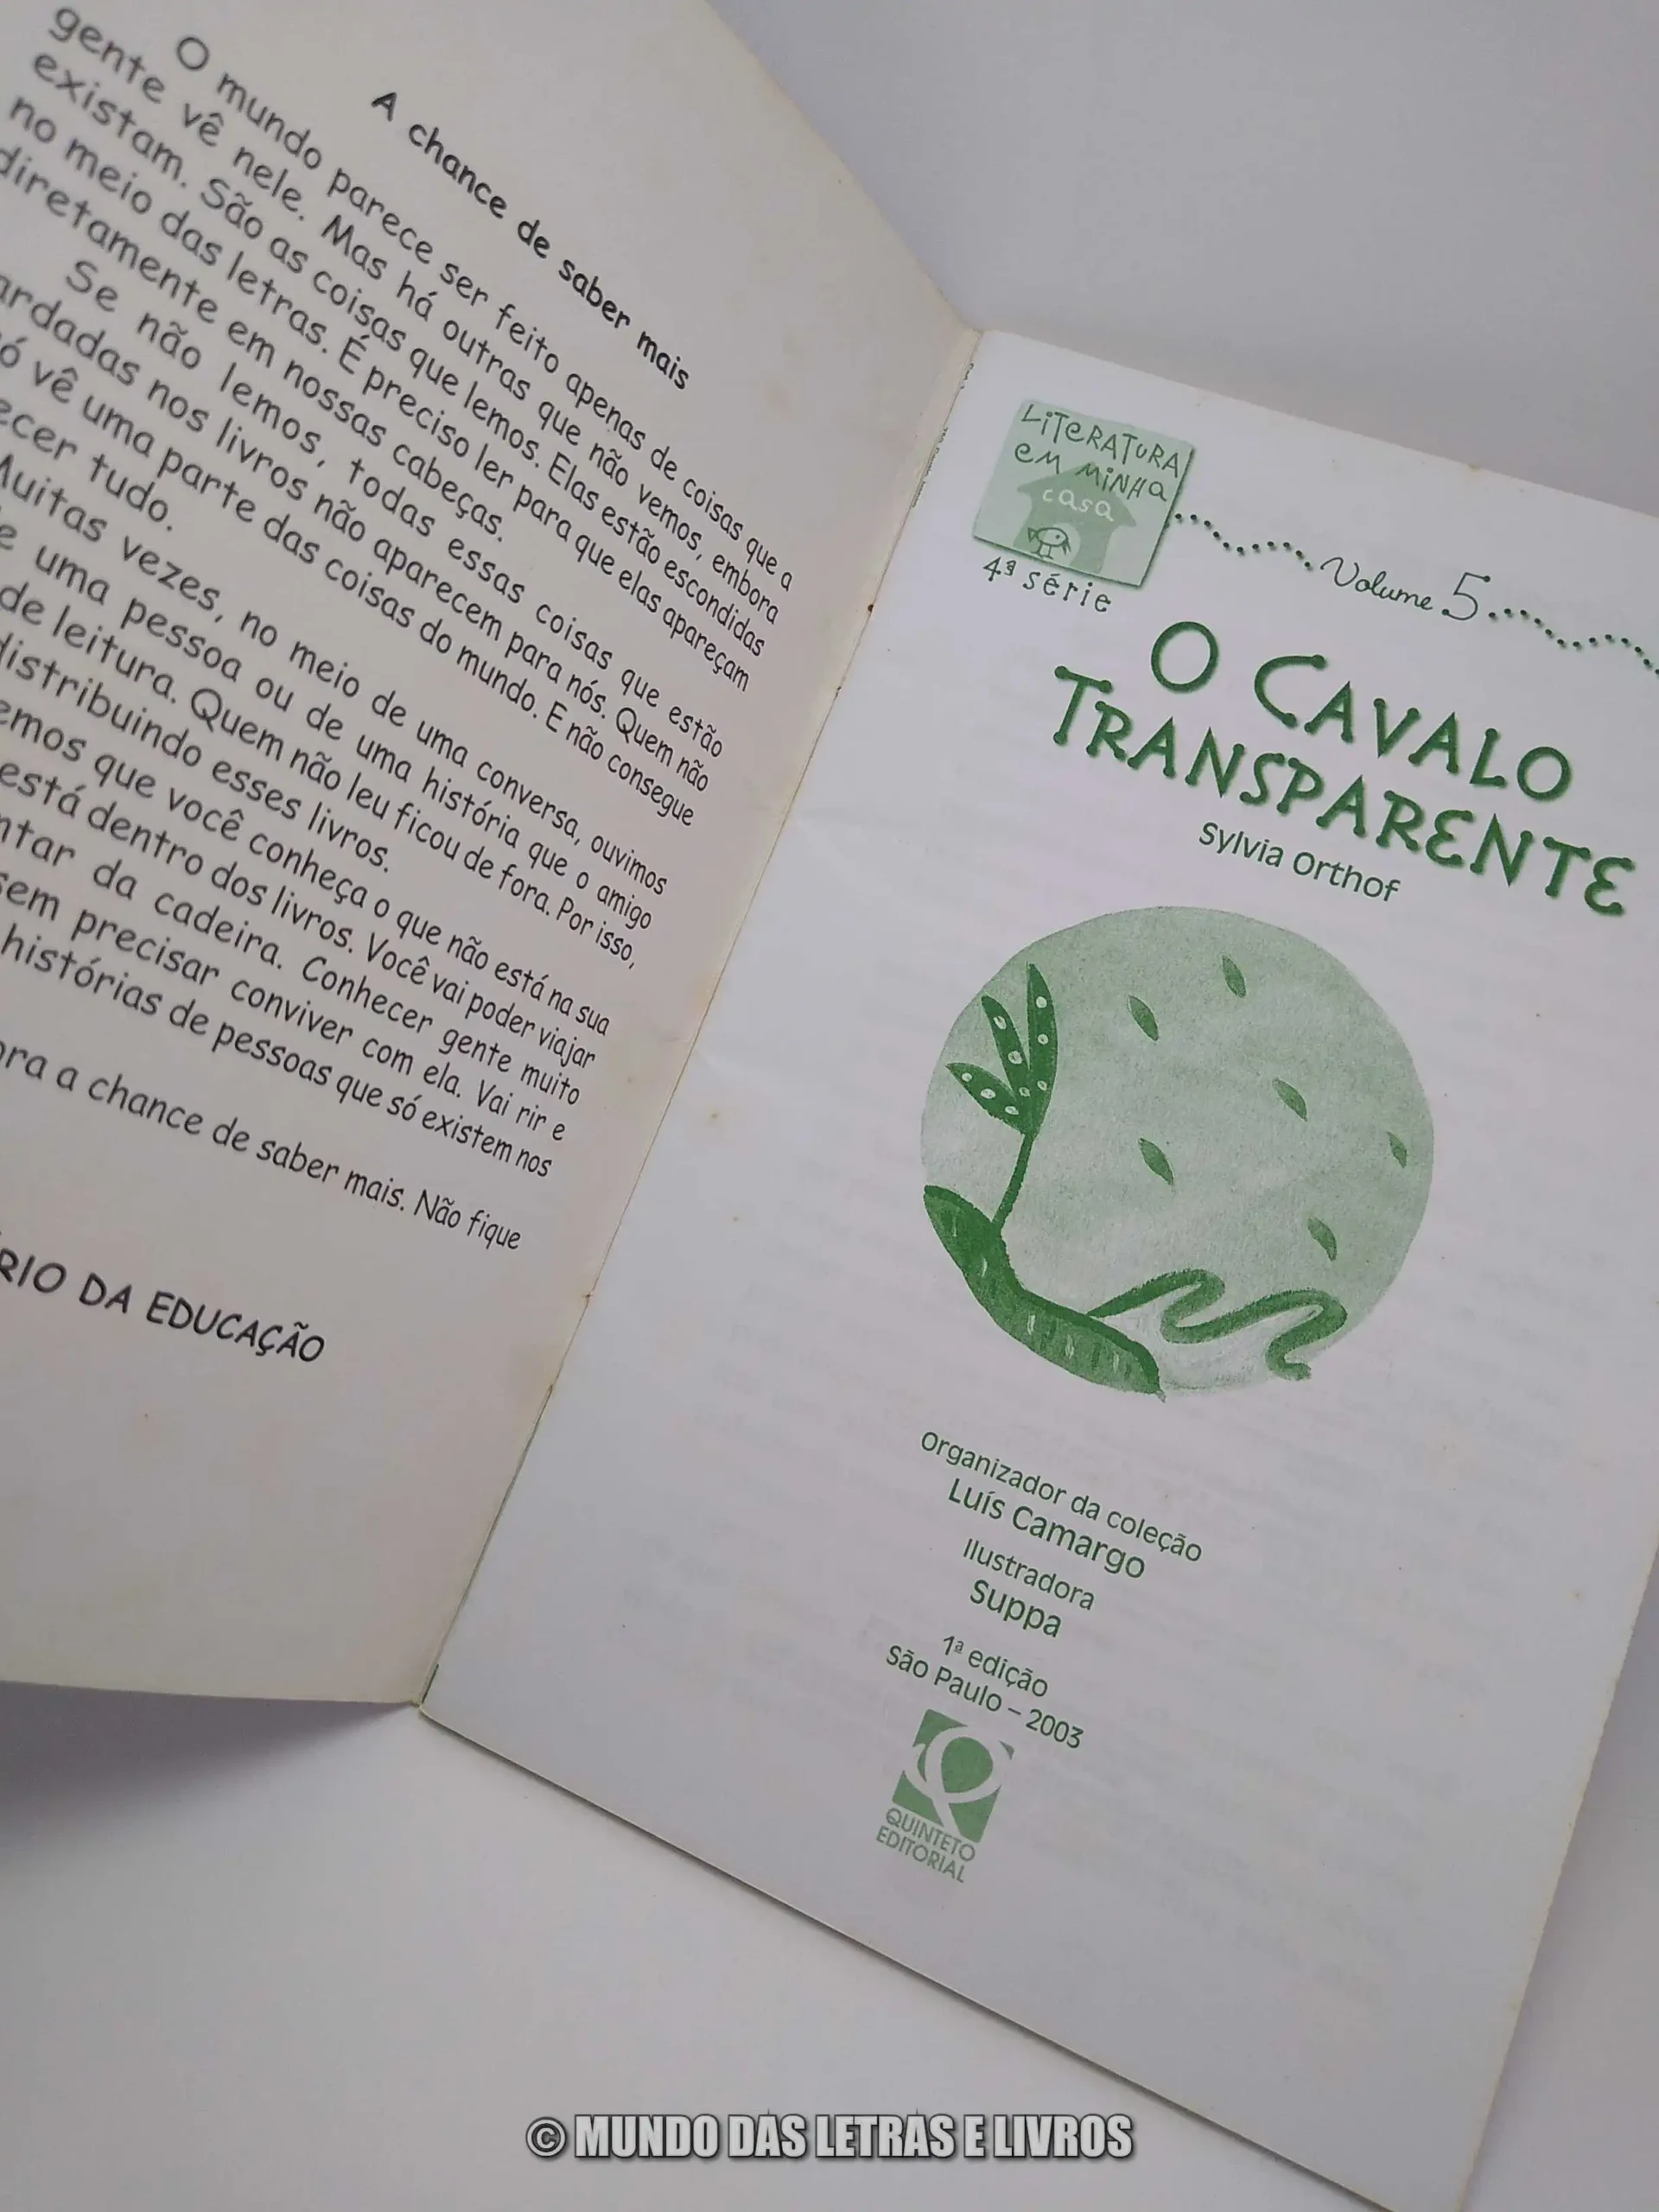 A chance de saber mais
O mundo parece ser feito apenas de coisas que a
gente vê nele. Mas há outras que não vemos, embora
existam. São as coisas que lemos. Elas estão escondidas
no meio das letras. É preciso ler para que elas apareçam
diretamente em nossas cabeças.
Se não lemos, todas essas coisas que estão
ardadas nos livros não aparecem para nós. Quem não
ó vê uma parte das coisas do mundo. E não consegue
ecer tudo.
Muitas vezes, no meio de uma conversa, ouvimos
e uma pessoa ou de uma história que o amigo
de leitura. Quem não leu ficou de fora. Por isso,
distribuindo esses livros.
emos que você conheça o que não está na sua
está dentro dos livros. Você vai poder viajar
ntar da cadeira. Conhecer gente muito
sem precisar conviver com ela. Vai rir e
histórias de pessoas que só existem nos
ora a chance de saber mais. Não fique
ÉRIO DA EDUCAÇÃO
LITERATURA
EM MINHA
CASA
4ª série
Volume 5
O CAVALO
TRANSPARENTE
Sylvia Orthof
Organizador da coleção
Luís Camargo
Ilustradora
Suppa
1ª edição
São Paulo – 2003
QUINTETO
EDITORIAL
© MUNDO DAS LETRAS E LIVROS